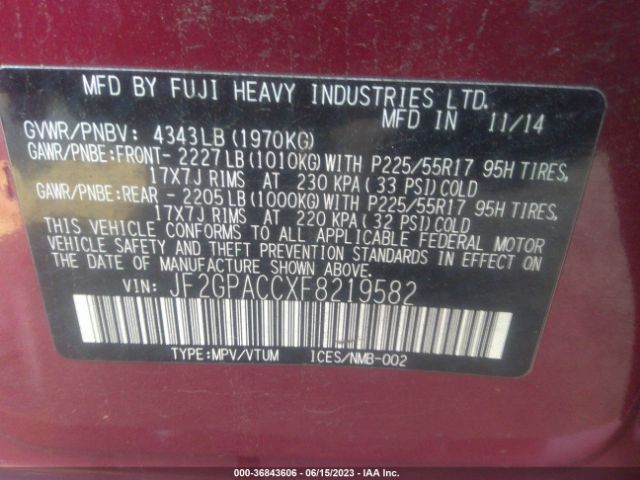 MFD BY FUJI HEAVY INDUSTRIES LTD.
MFD IN 11/14
GVWR/PNBV: 4343LB (1970KG)
GAWR/PNBE:FRONT- 2227LB (1010KG) WITH P225/55R17 95H TIRES,
17X7J RIMS AT 230 KPA (33 PSI) COLD
GAWR/PNBE:REAR - 2205LB (1000KG) WITH P225/55R17 95H TIRES,
17X7J RIMS AT 220 KPA (32 PSI) COLD
THIS VEHICLE CONFORMS TO ALL APPLICABLE FEDERAL MOTOR
VEHICLE SAFETY AND THEFT PREVENTION STANDARDS IN EFFECT ON
THE DATE OF MANUFACTURE SHOWN ABOVE.
VIN: JF2GPACCXF8219582
TYPE:MPV/VTUM ICES/NMB-002
000-36843606 - 06/15/2023 - IAA Inc.